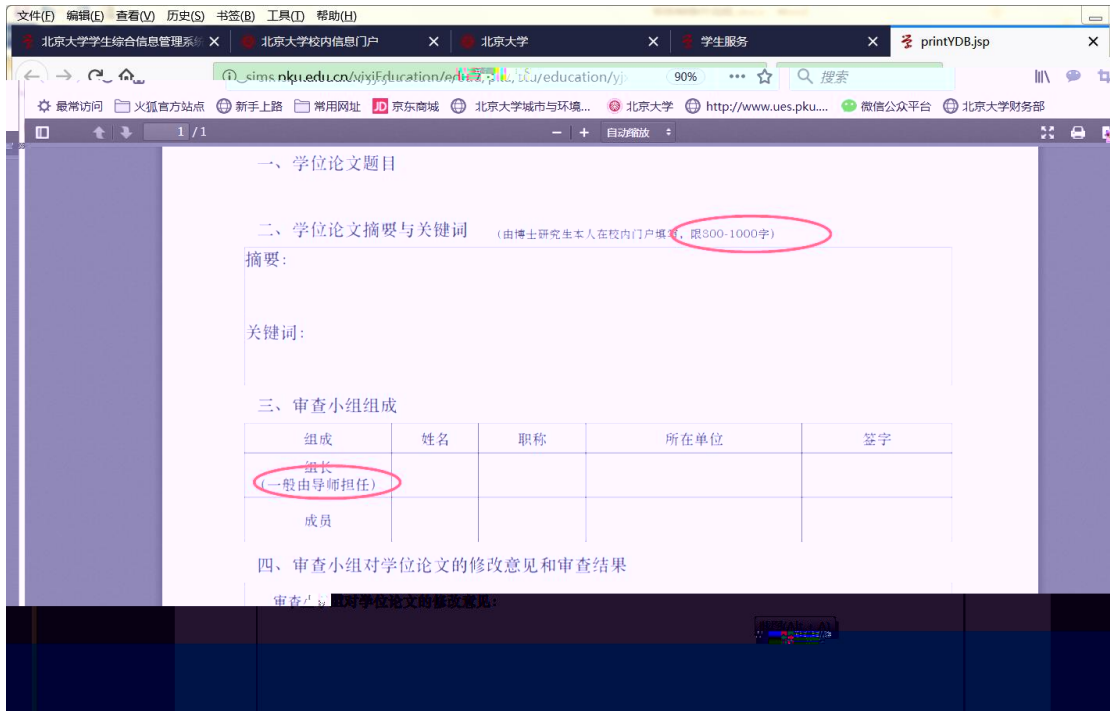 文件(F) 编辑(E) 查看(V) 历史(S) 书签(B) 工具(T) 帮助(H)
北京大学学生综合信息管理系统 北京大学校内信息门户 北京大学 学生服务 printYDB.jsp
90% 搜索
最常访问 火狐官方站点 新手上路 常用网址 JD 京东商城 北京大学城市与环境... 北京大学 http://www.ues.pku.... 微信公众平台 北京大学财务部
1 / 1 自动缩放
一、学位论文题目
二、学位论文摘要与关键词 (由博士研究生本人在校内门户填写,限800-1000字)
摘要:
关键词:
三、审查小组组成
组成 姓名 职称 所在单位 签字
组长
(一般由导师担任)
成员
四、审查小组对学位论文的修改意见和审查结果
审查小组对学位论文的修改意见: